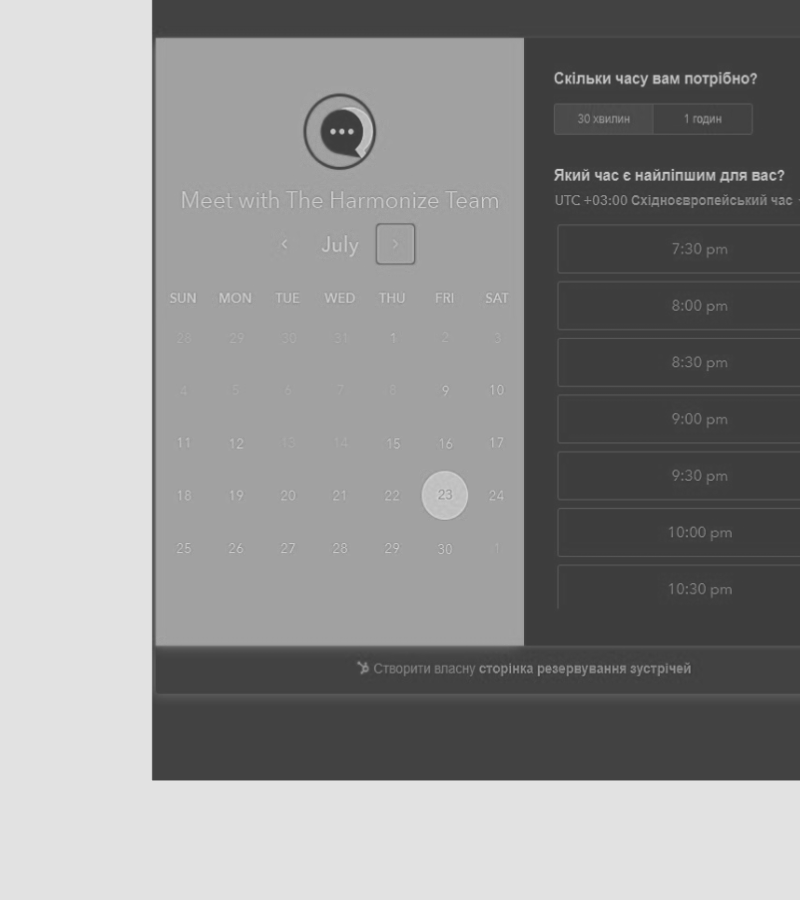 Meet with The Harmonize Team
July
SUN MON TUE WED THU FRI SAT
28 29 30 31 1 2 3
4 5 6 7 8 9 10
11 12 13 14 15 16 17
18 19 20 21 22 23 24
25 26 27 28 29 30 1
Скільки часу вам потрібно?
30 хвилин 1 годин
Який час є найліпшим для вас?
UTC +03:00 Східноєвропейський час
7:30 pm
8:00 pm
8:30 pm
9:00 pm
9:30 pm
10:00 pm
10:30 pm
Створити власну сторінка резервування зустрічей